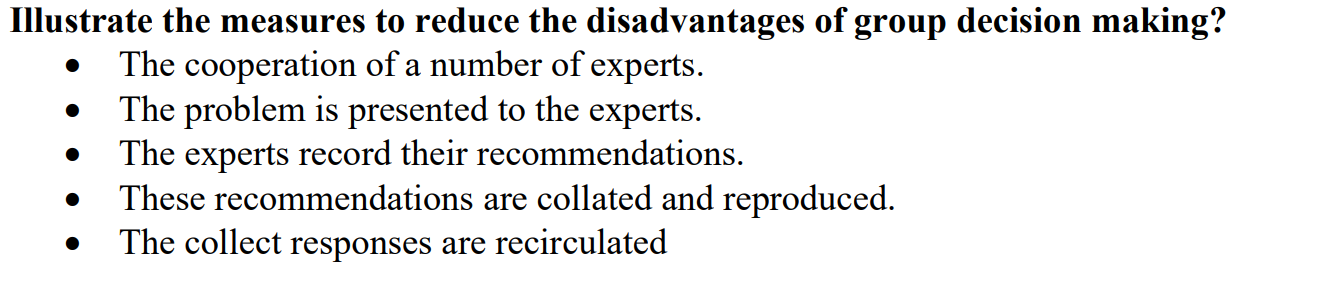 Illustrate the measures to reduce the disadvantages of group decision making?
• The cooperation of a number of experts.
• The problem is presented to the experts.
• The experts record their recommendations.
• These recommendations are collated and reproduced.
• The collect responses are recirculated